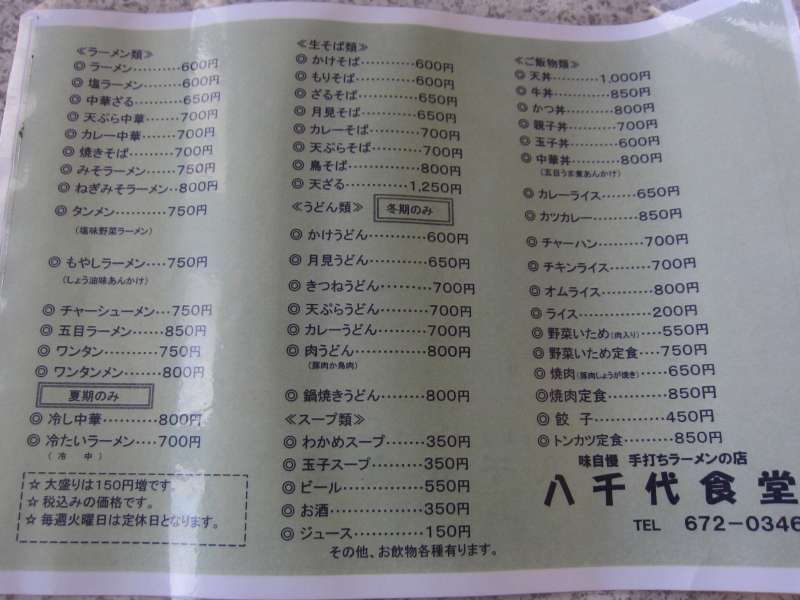 ≪ラーメン類≫
◎ ラーメン………600円
◎ 塩ラーメン………600円
◎ 中華ざる………650円
◎ 天ぷら中華……700円
◎ カレー中華……700円
◎ 焼きそば………700円
◎ みそラーメン……750円
◎ ねぎみそラーメン…800円
◎ タンメン…………750円
(塩味野菜ラーメン)
◎ もやしラーメン…750円
(しょう油味あんかけ)
◎ チャーシューメン…750円
◎ 五目ラーメン……850円
◎ ワンタン…………750円
◎ ワンタンメン……800円
夏期のみ
◎ 冷し中華…………800円
◎ 冷たいラーメン…700円
(冷 中)
☆ 大盛りは150円増です。
☆ 税込みの価格です。
☆ 毎週火曜日は定休日となります。
≪生そば類≫
◎ かけそば…………600円
◎ もりそば…………600円
◎ ざるそば…………650円
◎ 月見そば…………650円
◎ カレーそば………700円
◎ 天ぷらそば………700円
◎ 鳥そば……………800円
◎ 天ざる……………1,250円
≪うどん類≫ 冬期のみ
◎ かけうどん………600円
◎ 月見うどん………650円
◎ きつねうどん……700円
◎ 天ぷらうどん……700円
◎ カレーうどん……700円
◎ 肉うどん…………800円
(豚肉か鳥肉)
◎ 鍋焼きうどん……800円
≪スープ類≫
◎ わかめスープ……350円
◎ 玉子スープ………350円
◎ ビール……………550円
◎ お酒………………350円
◎ ジュース…………150円
その他、お飲物各種有ります。
≪ご飯物類≫
◎ 天丼………1,000円
◎ 牛丼…………850円
◎ かつ丼………800円
◎ 親子丼………700円
◎ 玉子丼………600円
◎ 中華丼………800円
(五目うま煮あんかけ)
◎ カレーライス……650円
◎ カツカレー………850円
◎ チャーハン………700円
◎ チキンライス……700円
◎ オムライス………800円
◎ ライス……………200円
◎ 野菜いため(肉入り)…550円
◎ 野菜いため定食…750円
◎ 焼肉(豚肉しょうが焼き)…650円
◎焼肉定食…………850円
◎ 餃 子……………450円
◎ トンカツ定食……850円
味自慢 手打ちラーメンの店
八千代食堂
TEL 672-0346